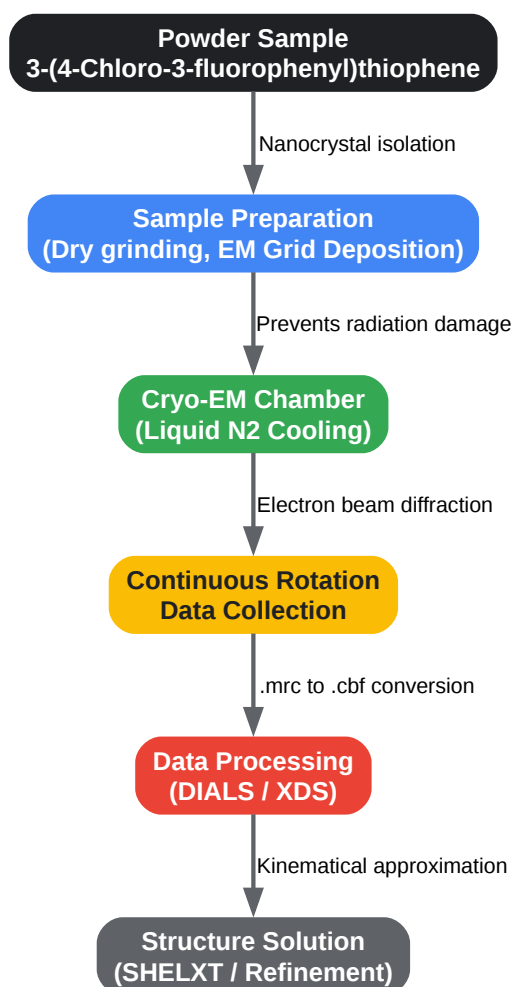 Powder Sample
3-(4-Chloro-3-fluorophenyl)thiophene
Nanocrystal isolation
Sample Preparation
(Dry grinding, EM Grid Deposition)
Prevents radiation damage
Cryo-EM Chamber
(Liquid N2 Cooling)
Electron beam diffraction
Continuous Rotation
Data Collection
.mrc to .cbf conversion
Data Processing
(DIALS / XDS)
Kinematical approximation
Structure Solution
(SHELXT / Refinement)